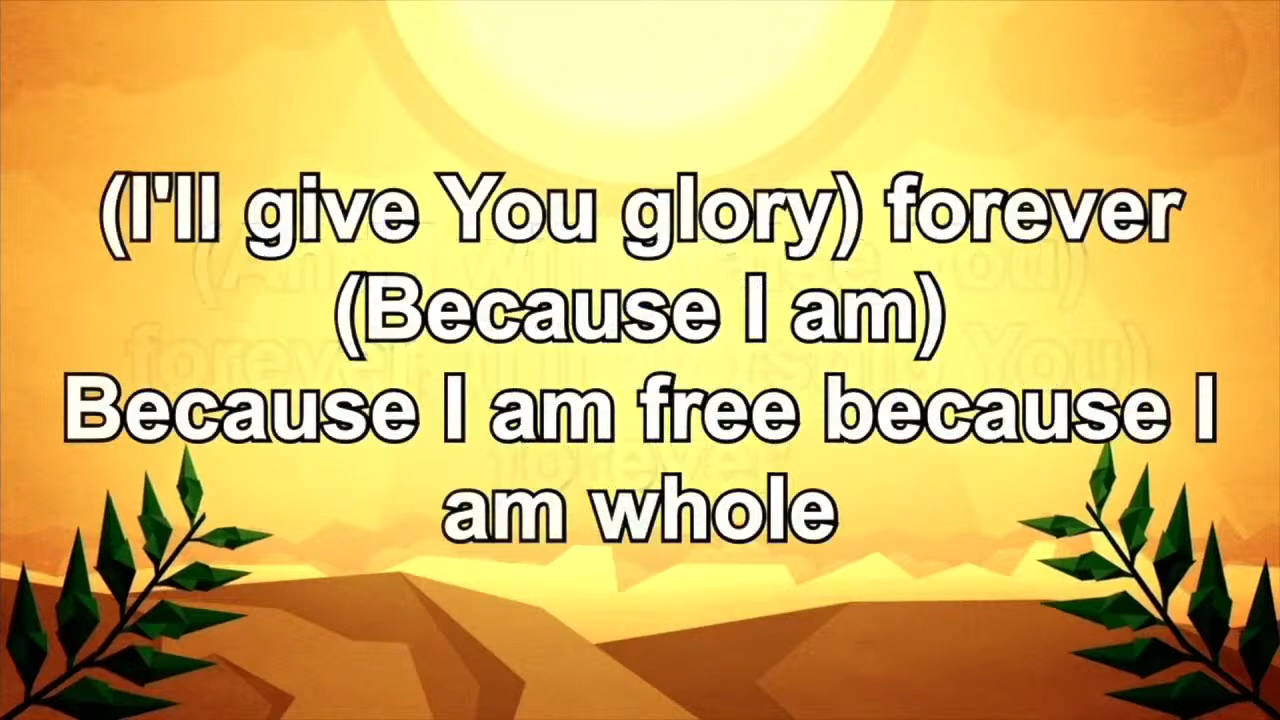 (I'll give You glory) forever
(Because I am)
Because I am free because I
am whole